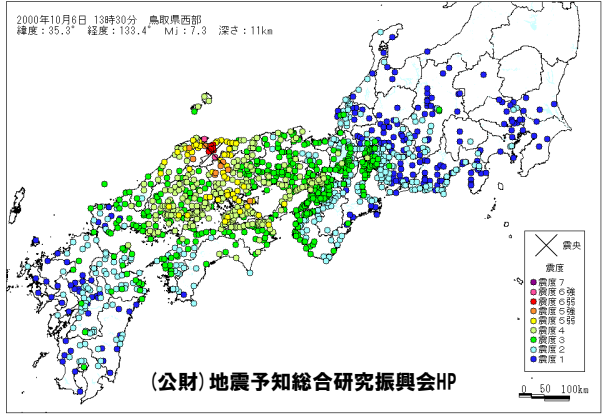 2000年10月6日 13時30分 鳥取県西部
緯度:35.3° 経度:133.4° Mj:7.3 深さ:11km
震央
震度
震度7
震度6強
震度6弱
震度5強
震度5弱
震度4
震度3
震度2
震度1
0 50 100km
(公財)地震予知総合研究振興会HP